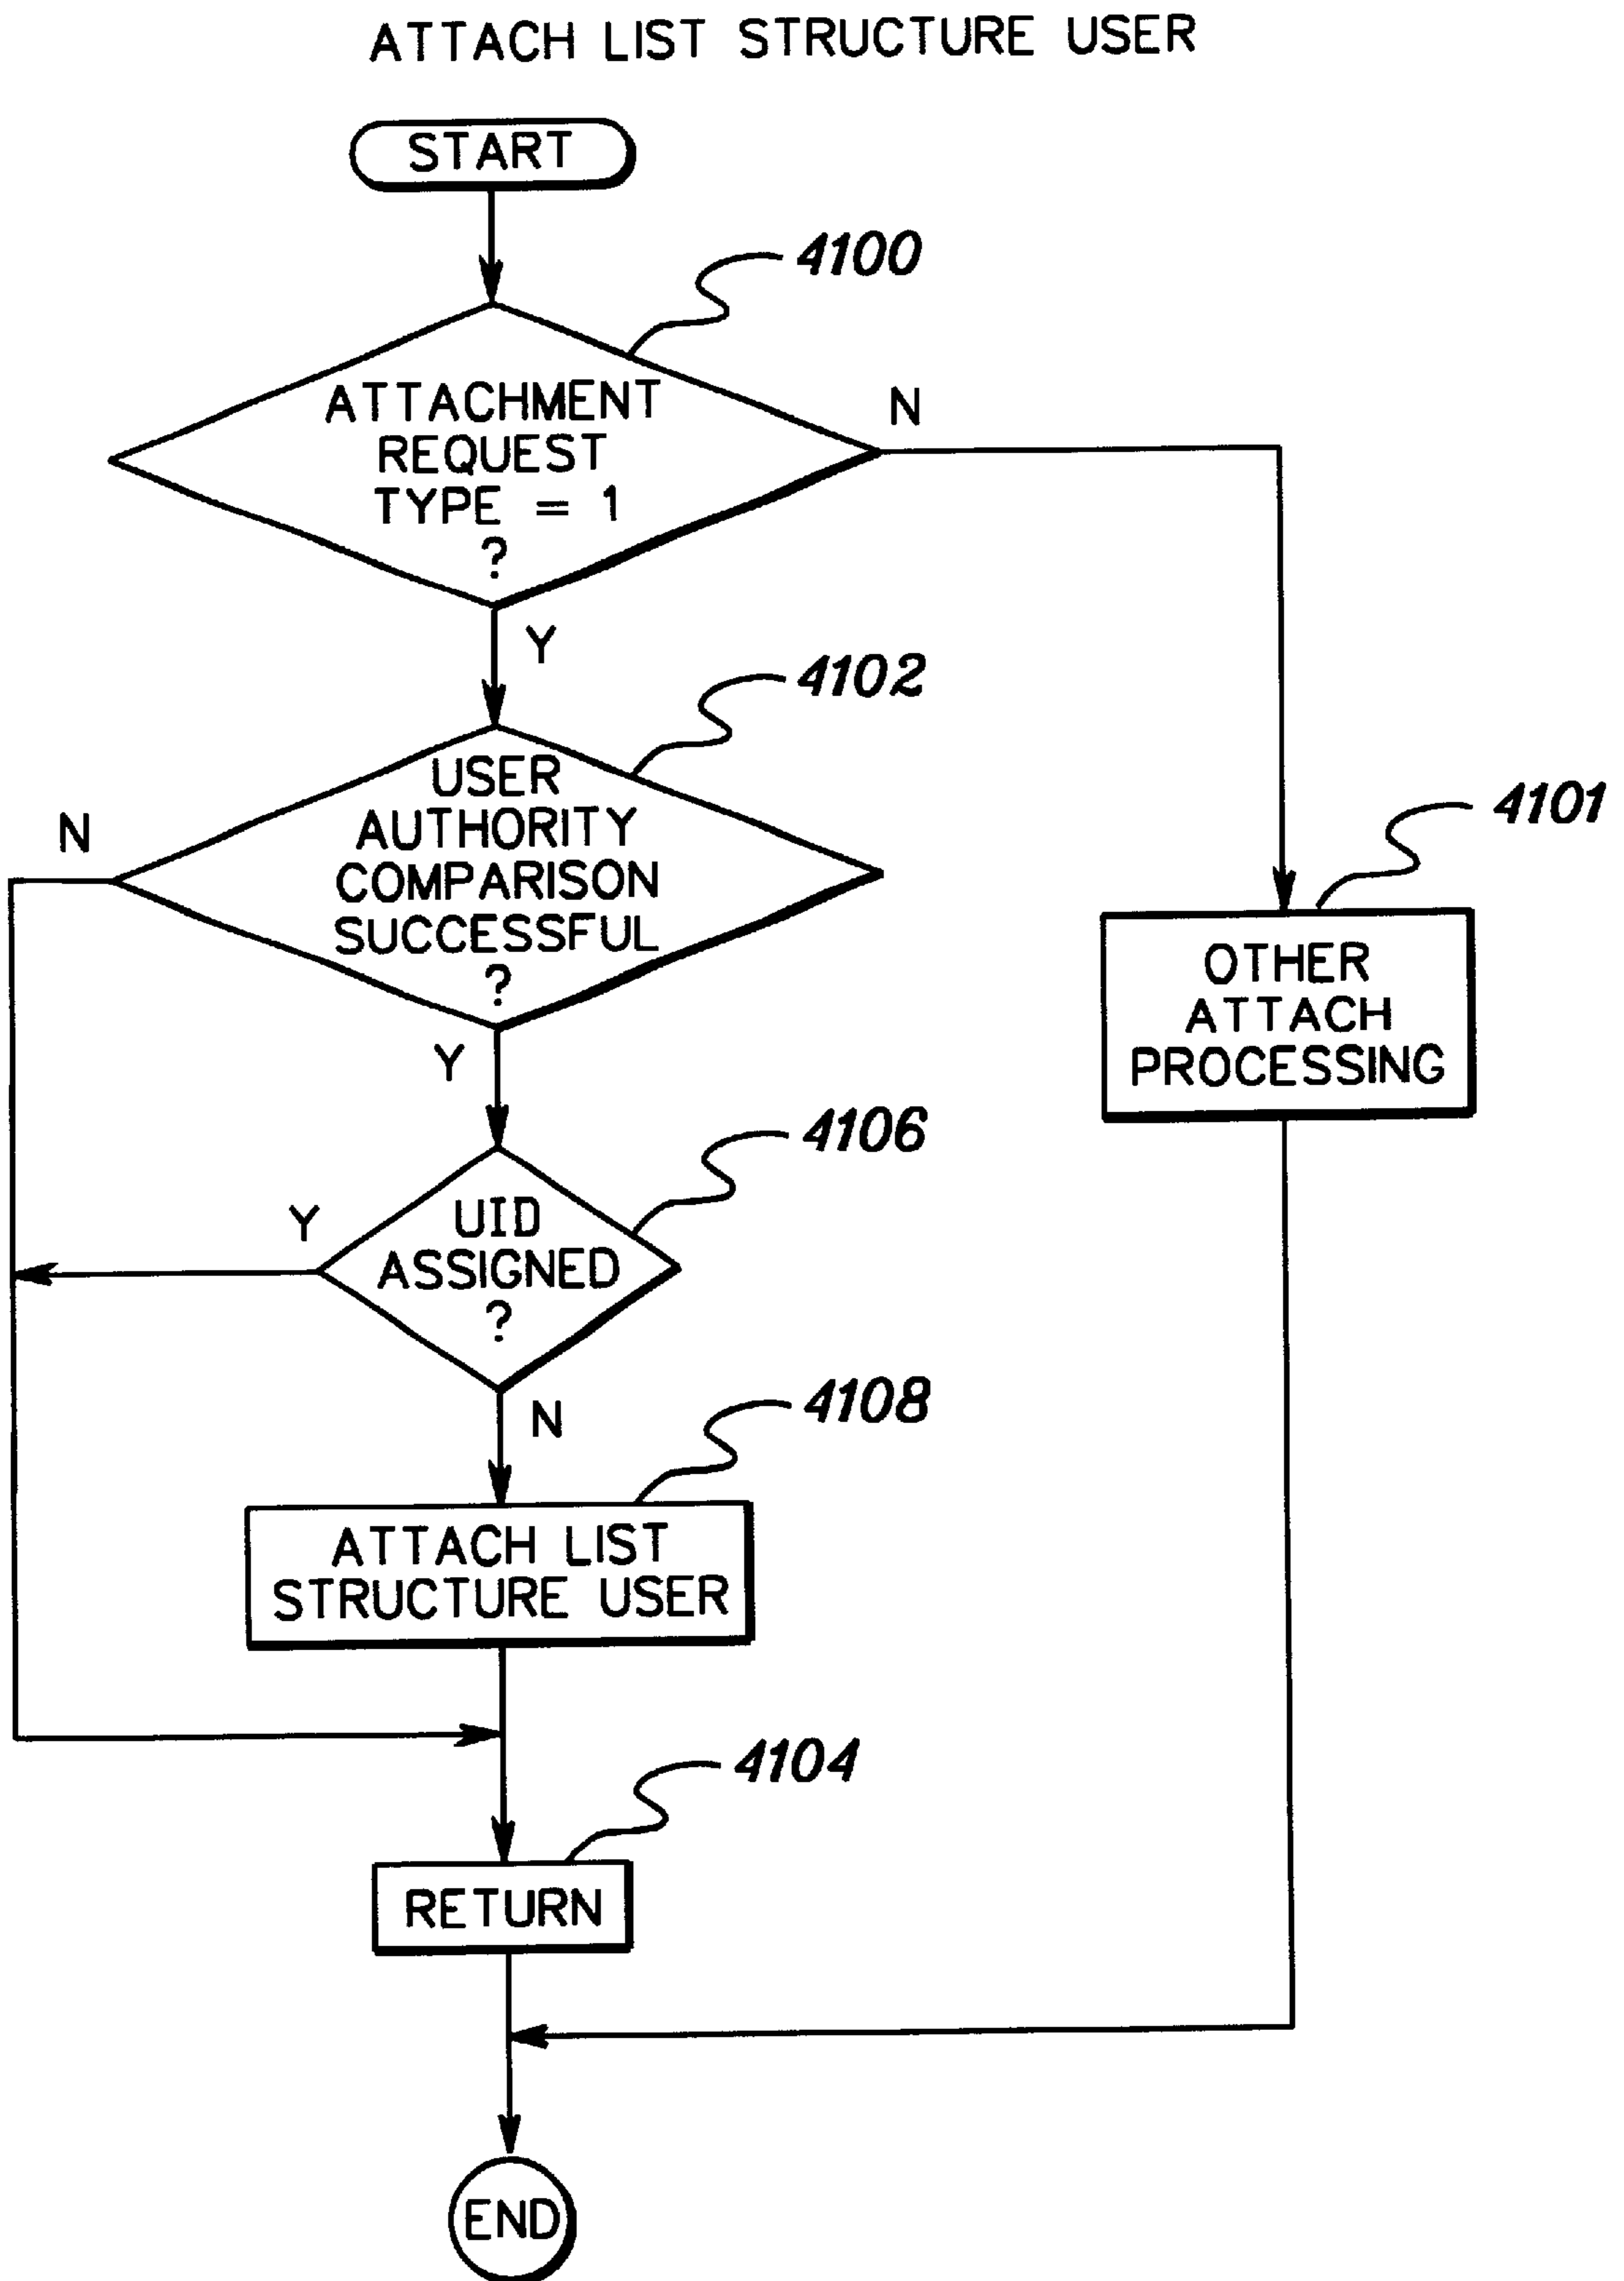 ATTACH LIST STRUCTURE USER
START
4100
ATTACHMENT
REQUEST
TYPE = 1
?
N
Y
4102
USER
AUTHORITY
COMPARISON
SUCCESSFUL
?
N
Y
4101
OTHER
ATTACH
PROCESSING
4106
UID
ASSIGNED
?
Y
N
4108
ATTACH LIST
STRUCTURE USER
4104
RETURN
END